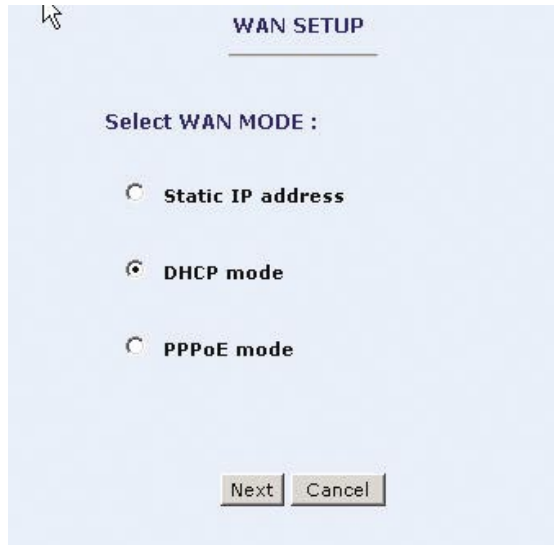 WAN SETUP
Select WAN MODE :
Static IP address
DHCP mode
PPPoE mode
Next Cancel